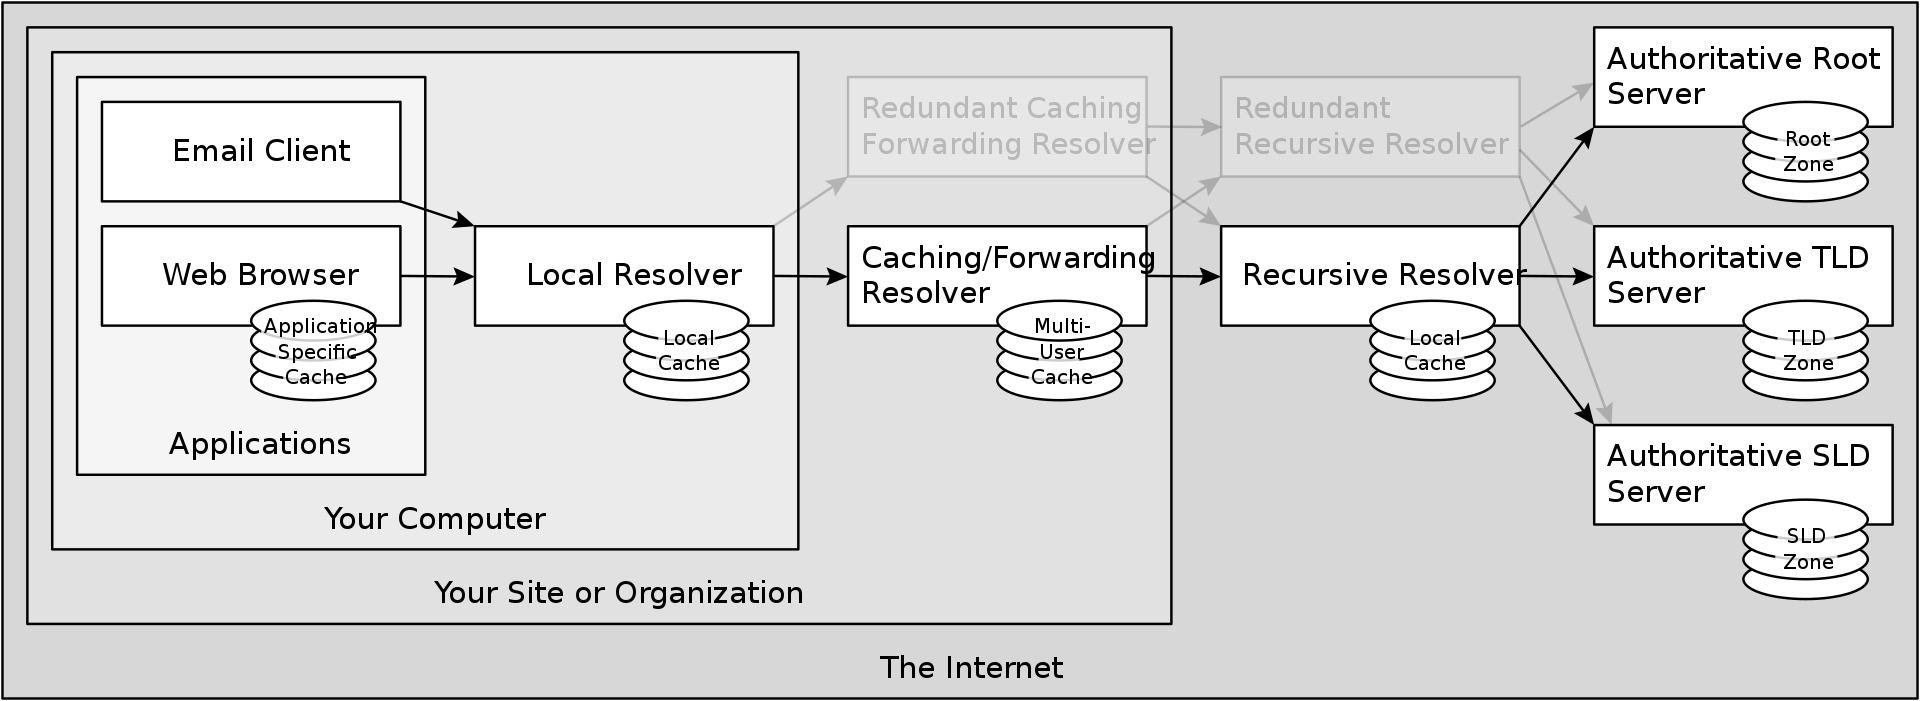 Email Client
Web Browser
Application
Specific
Cache
Applications
Local Resolver
Local
Cache
Your Computer
Redundant Caching
Forwarding Resolver
Caching/Forwarding
Resolver
Multi-
User
Cache
Your Site or Organization
Redundant
Recursive Resolver
Recursive Resolver
Local
Cache
Authoritative Root
Server
Root
Zone
Authoritative TLD
Server
TLD
Zone
Authoritative SLD
Server
SLD
Zone
The Internet